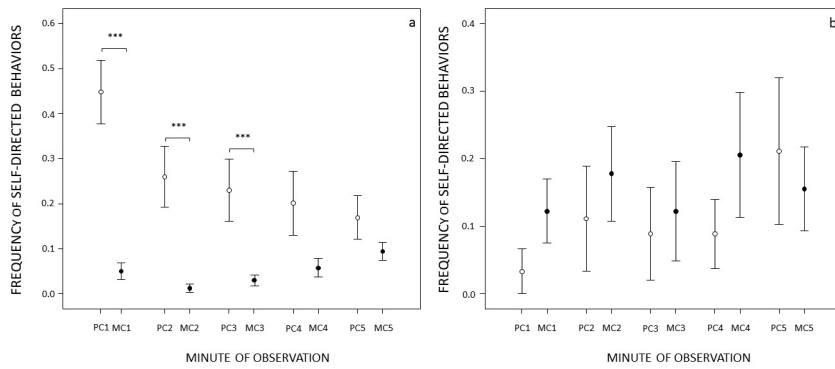 a
FREQUENCY OF SELF-DIRECTED BEHAVIORS
0.6
0.5
0.4
0.3
0.2
0.1
0.0
***
***
***
PC1 MC1 PC2 MC2 PC3 MC3 PC4 MC4 PC5 MC5
MINUTE OF OBSERVATION
b
FREQUENCY OF SELF-DIRECTED BEHAVIORS
0.4
0.3
0.2
0.1
0.0
PC1 MC1 PC2 MC2 PC3 MC3 PC4 MC4 PC5 MC5
MINUTE OF OBSERVATION